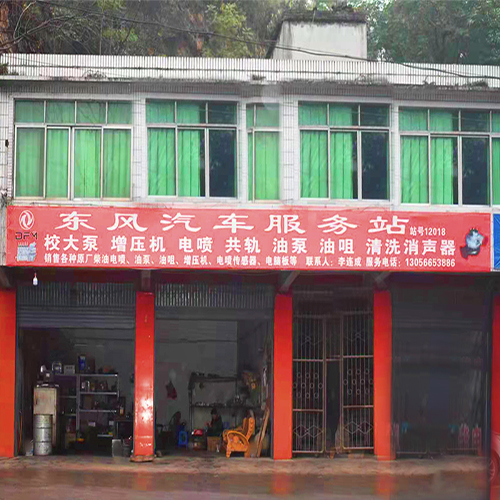 东风汽车服务站 站号12018
DFM
校大泵 增压机 电喷 共轨 油泵 油咀 清洗消声器
销售各种原厂柴油电喷、油泵、油咀、增压机、电喷传感器、电脑板等 联系人：李连成 服务电话：13056653886